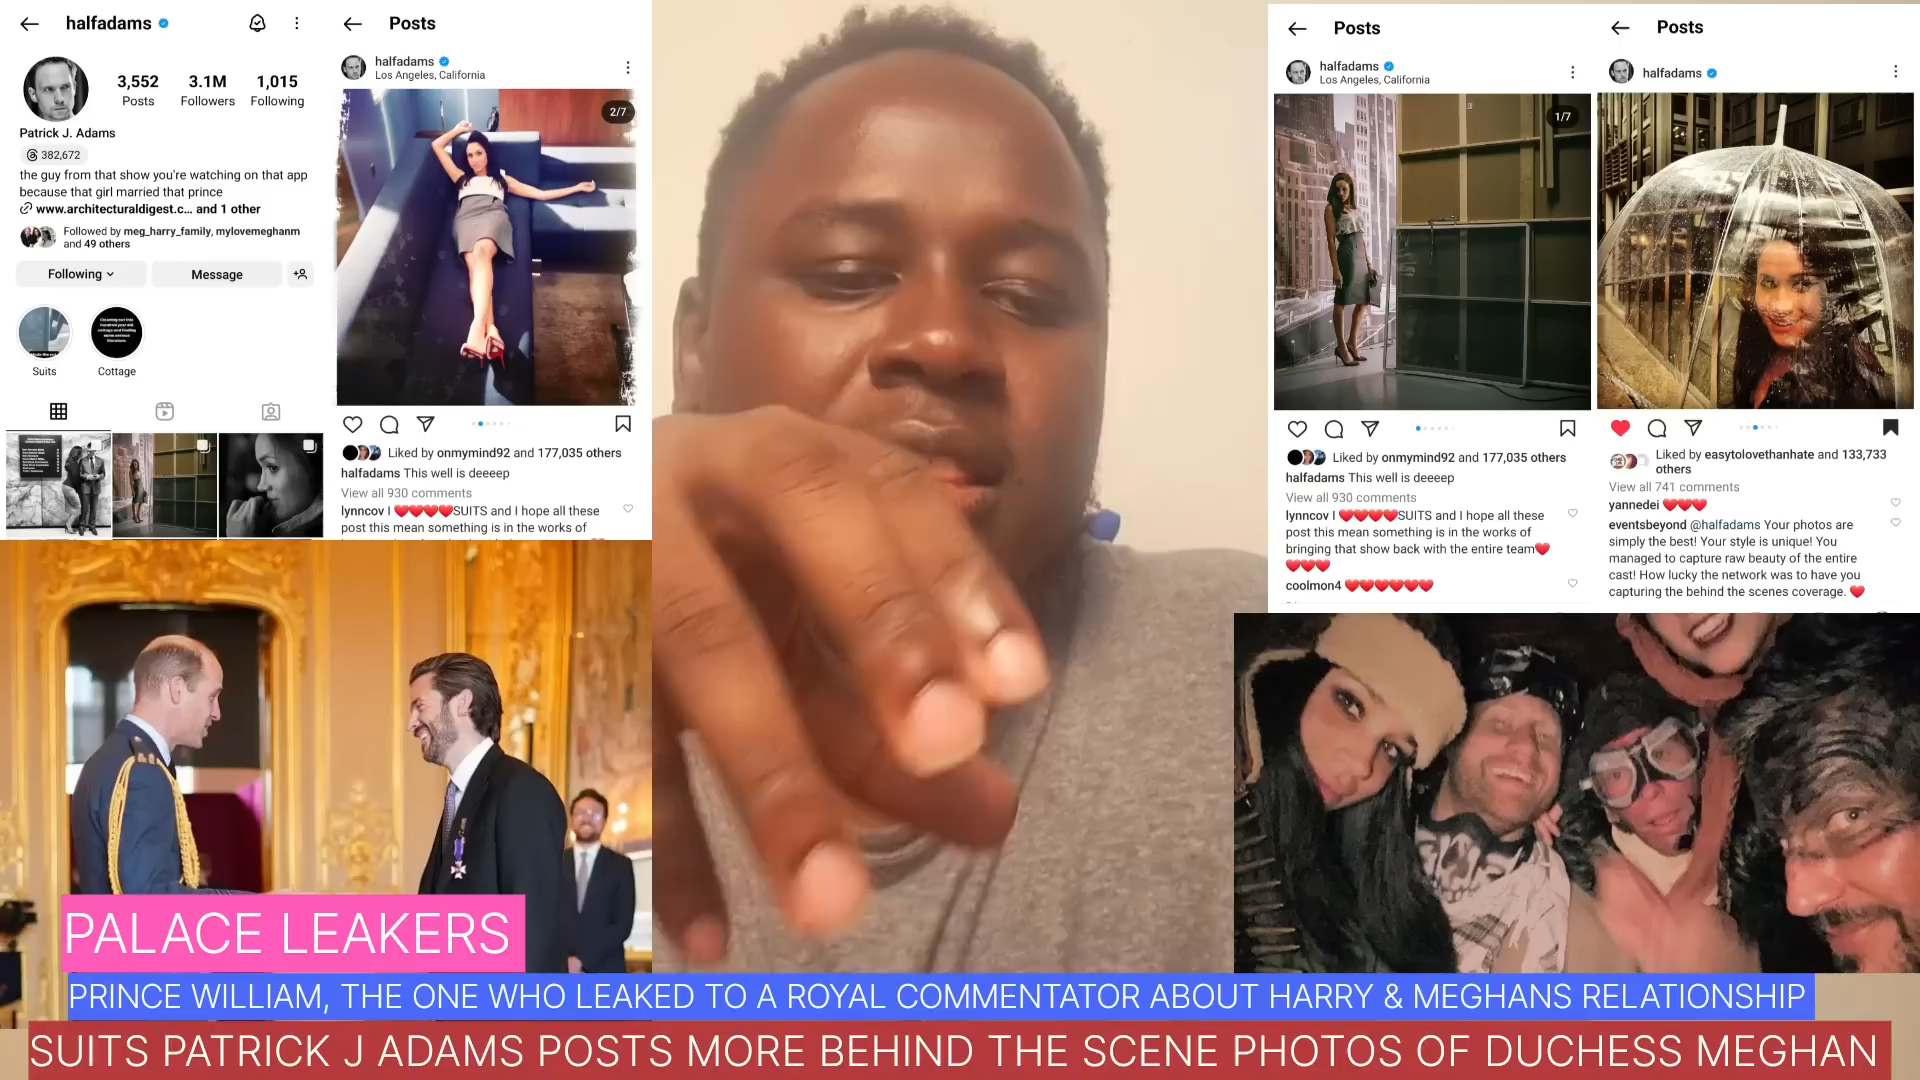 halfadams
3,552
3.1M
1,015
Posts
Followers
Following
Patrick J. Adams
382,672
the guy from that show you're watching on that app
because that girl married that prince
www.architecturaldigest.c... and 1 other
Followed by meg_harry_family, mylovemeghanm
and 49 others
Following
Message
Suits
Cottage
Posts
halfadams
Los Angeles, California
2/7
Liked by onmymind92 and 177,035 others
halfadams This well is deeeep
View all 930 comments
lynncov I ❤️❤️❤️❤️SUITS and I hope all these
post this mean something is in the works of
Posts
halfadams
Los Angeles, California
1/7
Liked by onmymind92 and 177,035 others
halfadams This well is deeeep
View all 930 comments
lynncov I ❤️❤️❤️❤️SUITS and I hope all these
post this mean something is in the works of
bringing that show back with the entire team❤️
❤️❤️❤️
coolmon4 ❤️❤️❤️❤️❤️❤️❤️
Posts
halfadams
Liked by easytolovethanhate and 133,733
others
View all 741 comments
yannedei ❤️❤️❤️
eventsbeyond @halfadams Your photos are
simply the best! Your style is unique! You
managed to capture raw beauty of the entire
cast! How lucky the network was to have you
capturing the behind the scenes coverage. ❤️
PALACE LEAKERS
PRINCE WILLIAM, THE ONE WHO LEAKED TO A ROYAL COMMENTATOR ABOUT HARRY & MEGHANS RELATIONSHIP
SUITS PATRICK J ADAMS POSTS MORE BEHIND THE SCENE PHOTOS OF DUCHESS MEGHAN